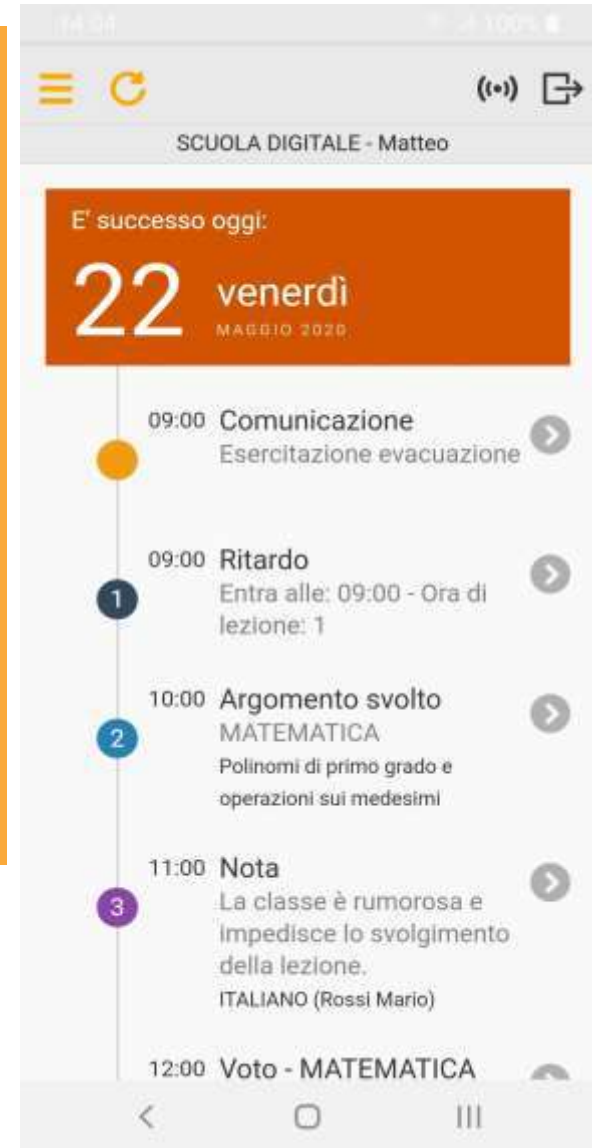 14:04
100%
SCUOLA DIGITALE - Matteo
E' successo oggi:
22 venerdì
MAGGIO 2020
09:00 Comunicazione
Esercitazione evacuazione
09:00 Ritardo
1
Entra alle: 09:00 - Ora di
lezione: 1
10:00 Argomento svolto
2
MATEMATICA
Polinomi di primo grado e
operazioni sui medesimi
11:00 Nota
3
La classe è rumorosa e
impedisce lo svolgimento
della lezione.
ITALIANO (Rossi Mario)
12:00 Voto - MATEMATICA